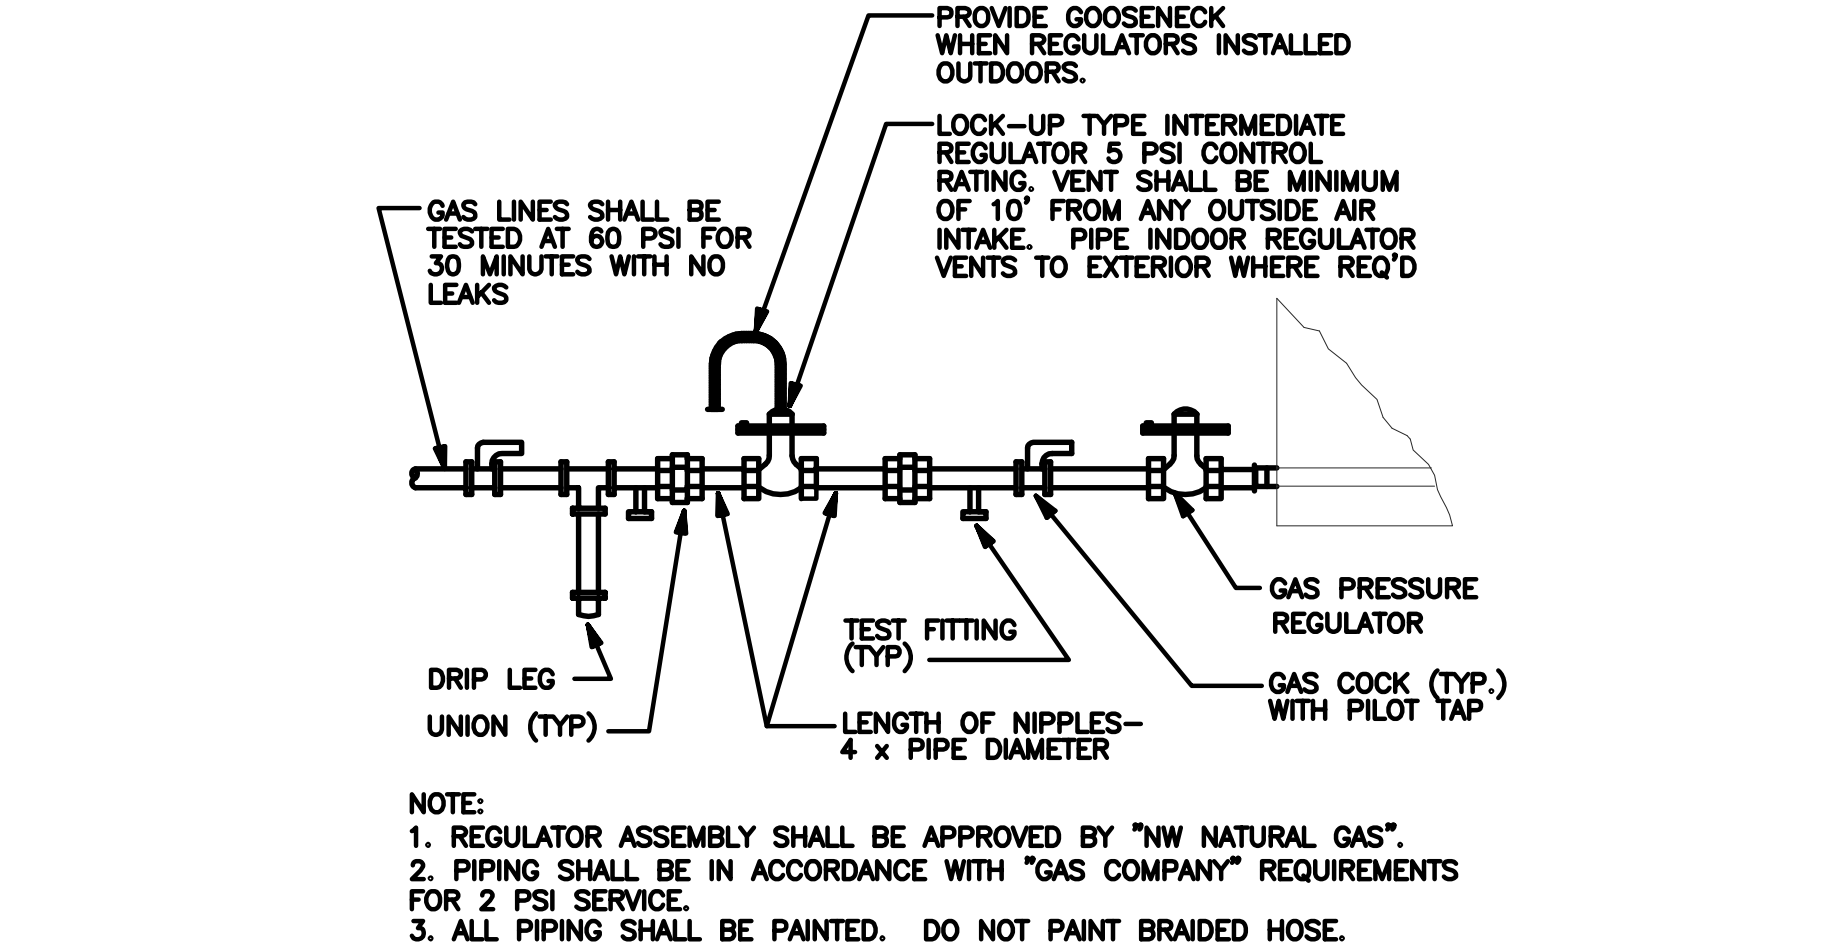 PROVIDE GOOSENECK
WHEN REGULATORS INSTALLED
OUTDOORS.
LOCK-UP TYPE INTERMEDIATE
REGULATOR 5 PSI CONTROL
RATING. VENT SHALL BE MINIMUM
OF 10' FROM ANY OUTSIDE AIR
INTAKE. PIPE INDOOR REGULATOR
VENTS TO EXTERIOR WHERE REQ'D
GAS LINES SHALL BE
TESTED AT 60 PSI FOR
30 MINUTES WITH NO
LEAKS
GAS PRESSURE
REGULATOR
TEST FITTING
(TYP)
DRIP LEG
GAS COCK (TYP.)
WITH PILOT TAP
UNION (TYP)
LENGTH OF NIPPLES-
4 x PIPE DIAMETER
NOTE:
1. REGULATOR ASSEMBLY SHALL BE APPROVED BY "NW NATURAL GAS".
2. PIPING SHALL BE IN ACCORDANCE WITH "GAS COMPANY" REQUIREMENTS
FOR 2 PSI SERVICE.
3. ALL PIPING SHALL BE PAINTED. DO NOT PAINT BRAIDED HOSE.